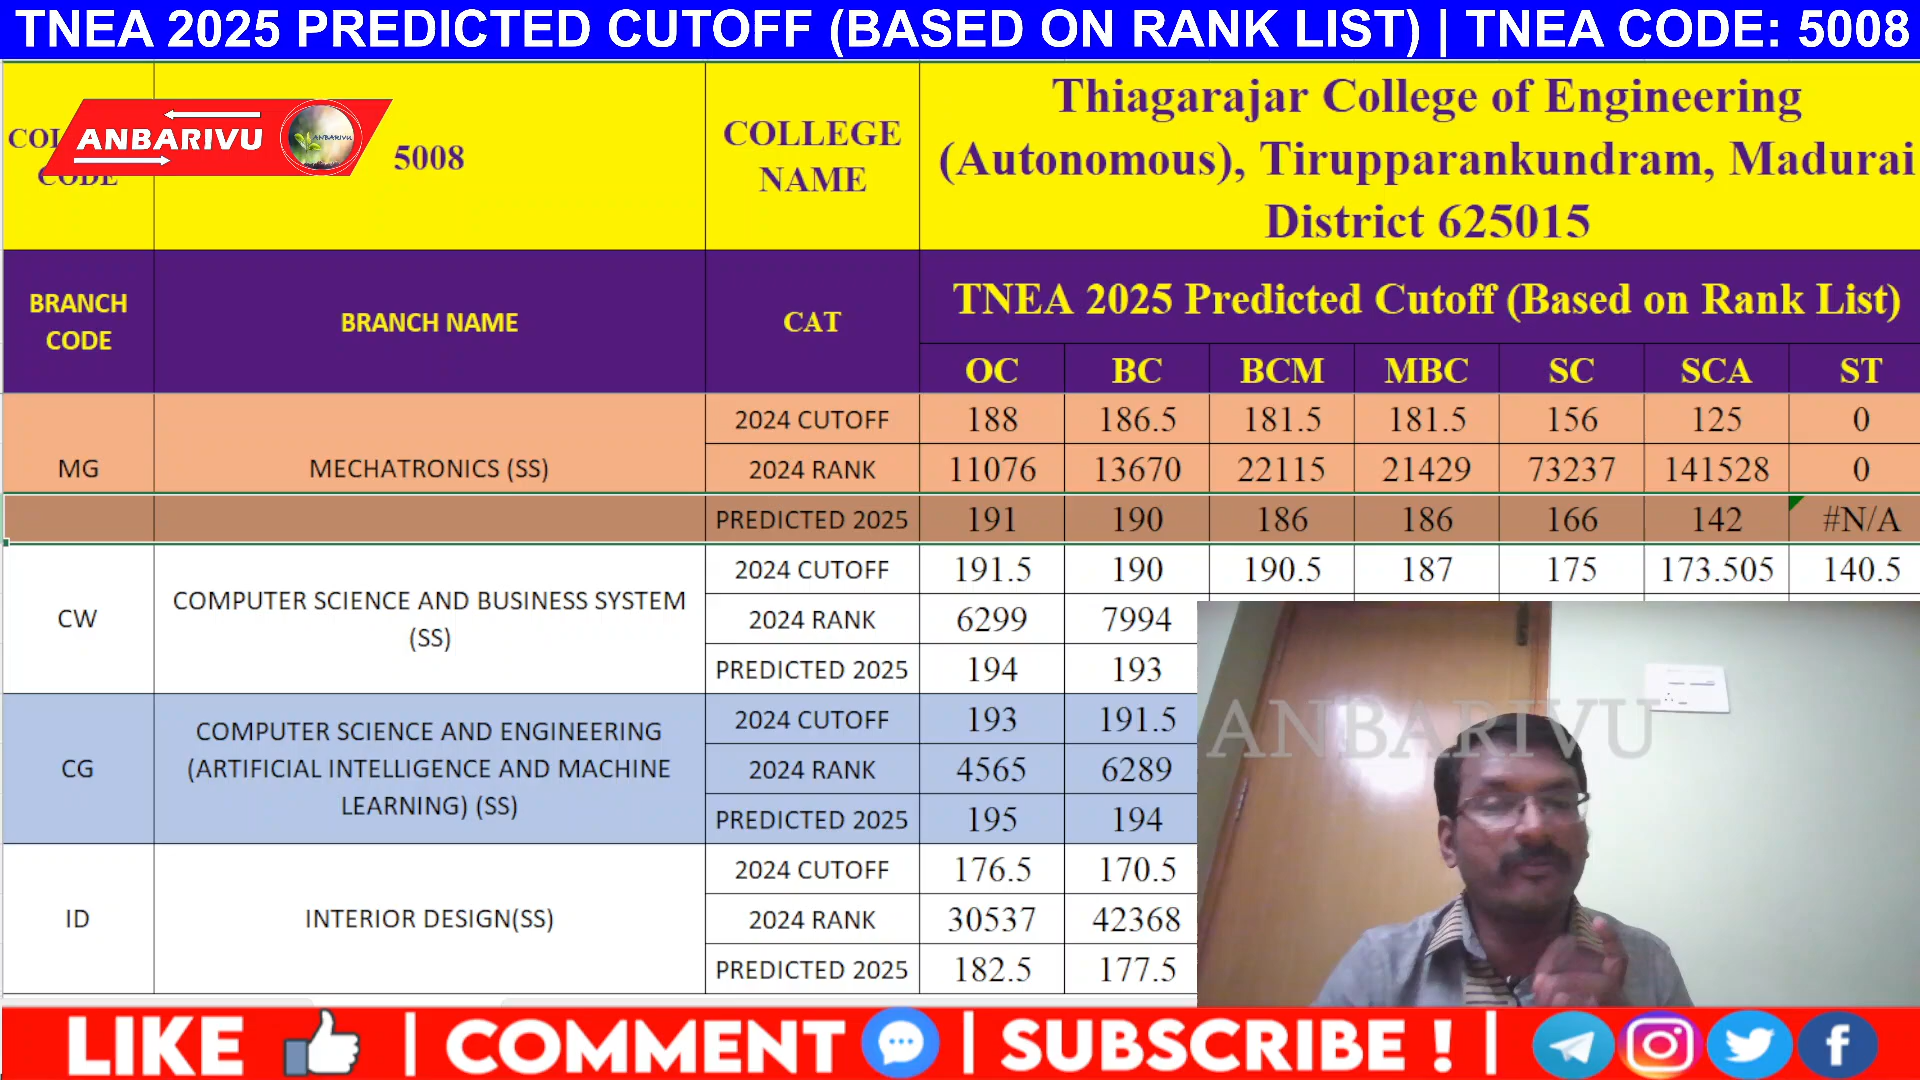 TNEA 2025 PREDICTED CUTOFF (BASED ON RANK LIST) | TNEA CODE: 5008
ANBARIVU
ANBARIVU
CODE
5008
COLLEGE NAME
Thiagarajar College of Engineering
(Autonomous), Tirupparankundram, Madurai
District 625015
BRANCH CODE
BRANCH NAME
CAT
TNEA 2025 Predicted Cutoff (Based on Rank List)
OC BC BCM MBC SC SCA ST
2024 CUTOFF 188 186.5 181.5 181.5 156 125 0
MG MECHATRONICS (SS) 2024 RANK 11076 13670 22115 21429 73237 141528 0
PREDICTED 2025 191 190 186 186 166 142 #N/A
2024 CUTOFF 191.5 190 190.5 187 175 173.505 140.5
CW COMPUTER SCIENCE AND BUSINESS SYSTEM (SS) 2024 RANK 6299 7994
PREDICTED 2025 194 193
2024 CUTOFF 193 191.5
CG COMPUTER SCIENCE AND ENGINEERING (ARTIFICIAL INTELLIGENCE AND MACHINE LEARNING) (SS) 2024 RANK 4565 6289
PREDICTED 2025 195 194
2024 CUTOFF 176.5 170.5
ID INTERIOR DESIGN(SS) 2024 RANK 30537 42368
PREDICTED 2025 182.5 177.5
ANBARIVU
LIKE | COMMENT | SUBSCRIBE ! |